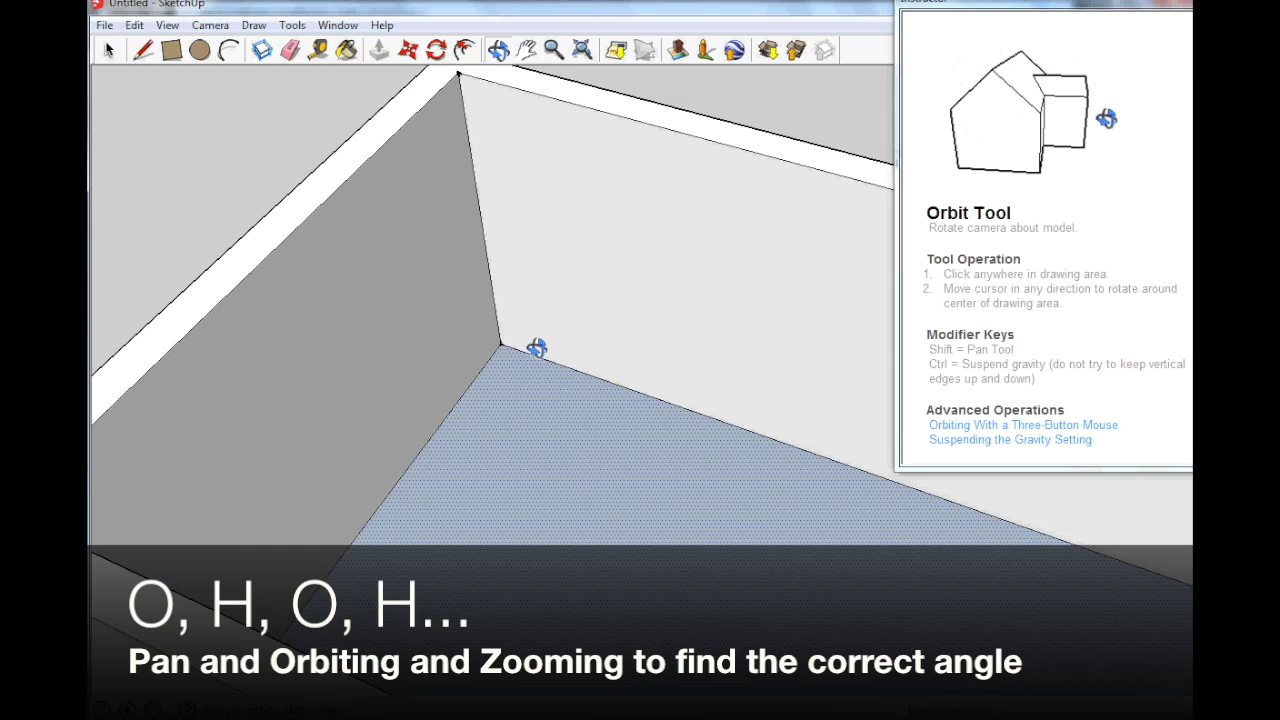 Untitled - SketchUp
File Edit View Camera Draw Tools Window Help
Instructor
Orbit Tool
Rotate camera about model.
Tool Operation
1. Click anywhere in drawing area.
2. Move cursor in any direction to rotate around
center of drawing area.
Modifier Keys
Shift = Pan Tool
Ctrl = Suspend gravity (do not try to keep vertical
edges up and down)
Advanced Operations
Orbiting With a Three-Button Mouse
Suspending the Gravity Setting
O, H, O, H...
Pan and Orbiting and Zooming to find the correct angle